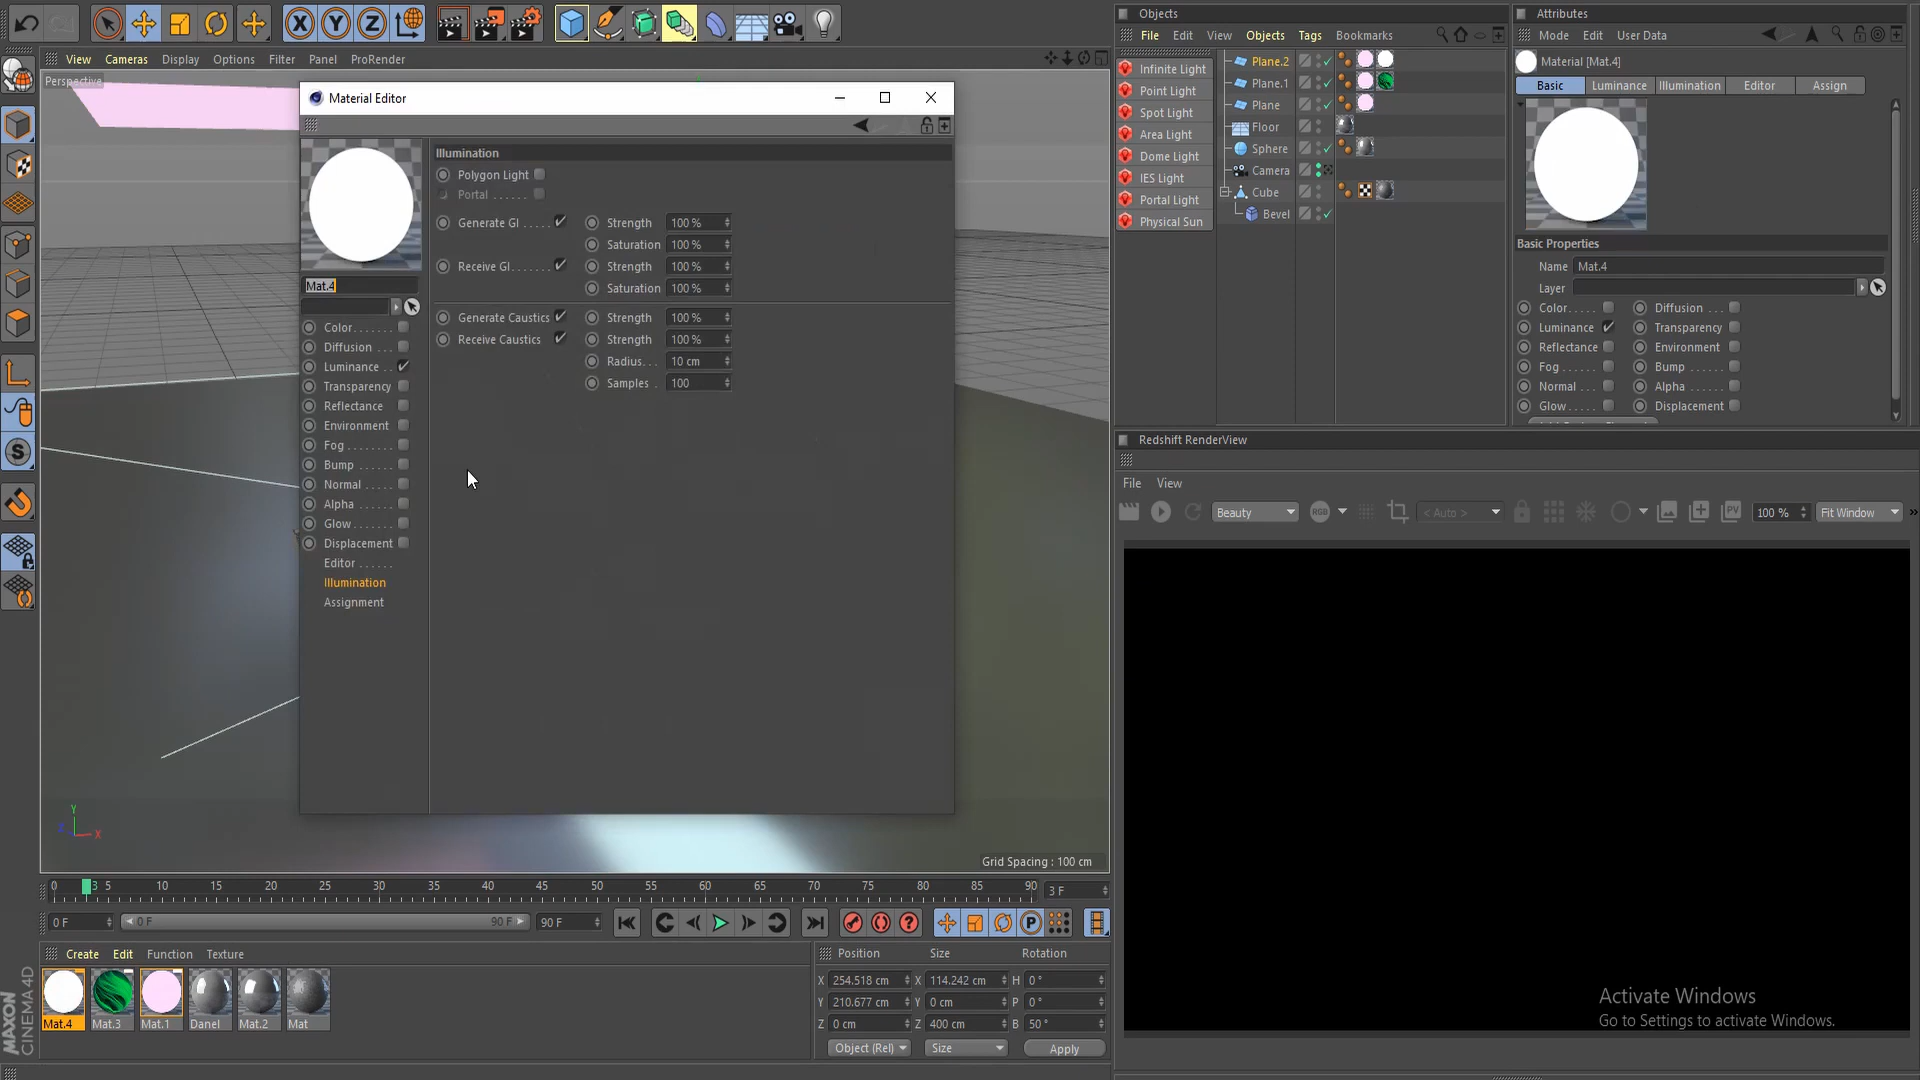 View Cameras Display Options Filter Panel ProRender
Perspective
Material Editor
Mat.4
Color
Diffusion
Luminance
Transparency
Reflectance
Environment
Fog
Bump
Normal
Alpha
Glow
Displacement
Editor
Illumination
Assignment
Illumination
Polygon Light
Portal
Generate GI Strength 100 %
Saturation 100 %
Receive GI Strength 100 %
Saturation 100 %
Generate Caustics Strength 100 %
Receive Caustics Strength 100 %
Radius 10 cm
Samples 100
Y
Z X
Grid Spacing : 100 cm
0 3 5 10 15 20 25 30 35 40 45 50 55 60 65 70 75 80 85 90 3 F
0 F 0 F 90 F 90 F
Create Edit Function Texture
Mat.4 Mat.3 Mat.1 Danel Mat.2 Mat
MAXON
CINEMA 4D
Position Size Rotation
X 254.518 cm X 114.242 cm H 0 °
Y 210.677 cm Y 0 cm P 0 °
Z 0 cm Z 400 cm B 50 °
Object (Rel) Size Apply
Objects
File Edit View Objects Tags Bookmarks
Infinite Light
Point Light
Spot Light
Area Light
Dome Light
IES Light
Portal Light
Physical Sun
Plane.2
Plane.1
Plane
Floor
Sphere
Camera
Cube
Bevel
Attributes
Mode Edit User Data
Material [Mat.4]
Basic Luminance Illumination Editor Assign
Basic Properties
Name Mat.4
Layer
Color Diffusion
Luminance Transparency
Reflectance Environment
Fog Bump
Normal Alpha
Glow Displacement
Redshift RenderView
File View
Beauty RGB < Auto > PV 100 % Fit Window
Activate Windows
Go to Settings to activate Windows.